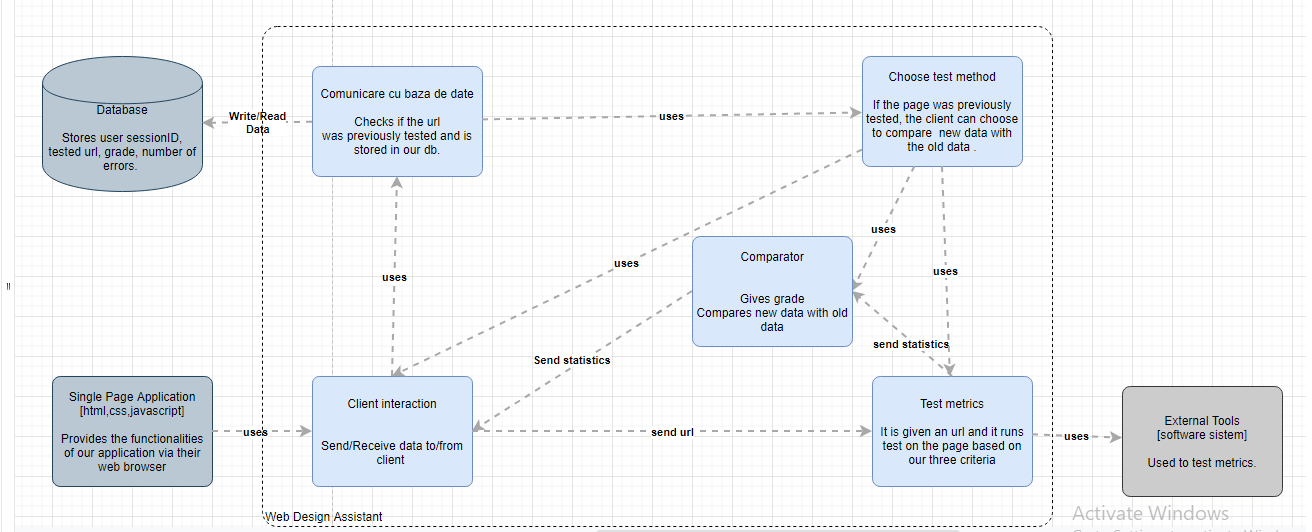 Database
Stores user sessionID,
tested url, grade, number of
errors.
Write/Read
Data
Comunicare cu baza de date
Checks if the url
was previously tested and is
stored in our db.
uses
Choose test method
If the page was previously
tested, the client can choose
to compare new data with
the old data .
uses
uses
uses
uses
Comparator
Gives grade
Compares new data with old
data
Send statistics
send statistics
Single Page Application
[html,css,javascript]
Provides the functionalities
of our application via their
web browser
uses
Client interaction
Send/Receive data to/from
client
send url
Test metrics
It is given an url and it runs
test on the page based on
our three criteria
uses
External Tools
[software sistem]
Used to test metrics.
Web Design Assistant
Activate Windows